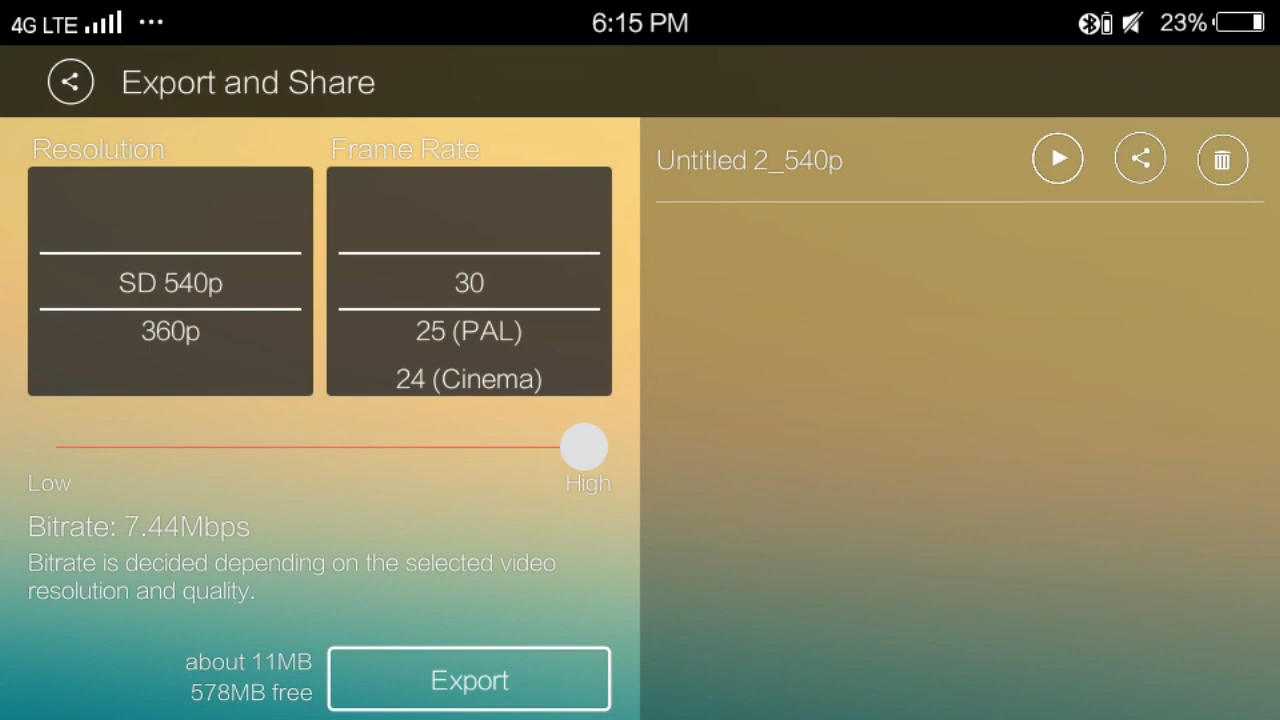 4G LTE
6:15 PM
23%
Export and Share
Resolution
Frame Rate
SD 540p
360p
30
25 (PAL)
24 (Cinema)
Low
High
Bitrate: 7.44Mbps
Bitrate is decided depending on the selected video
resolution and quality.
about 11MB
578MB free
Export
Untitled 2_540p